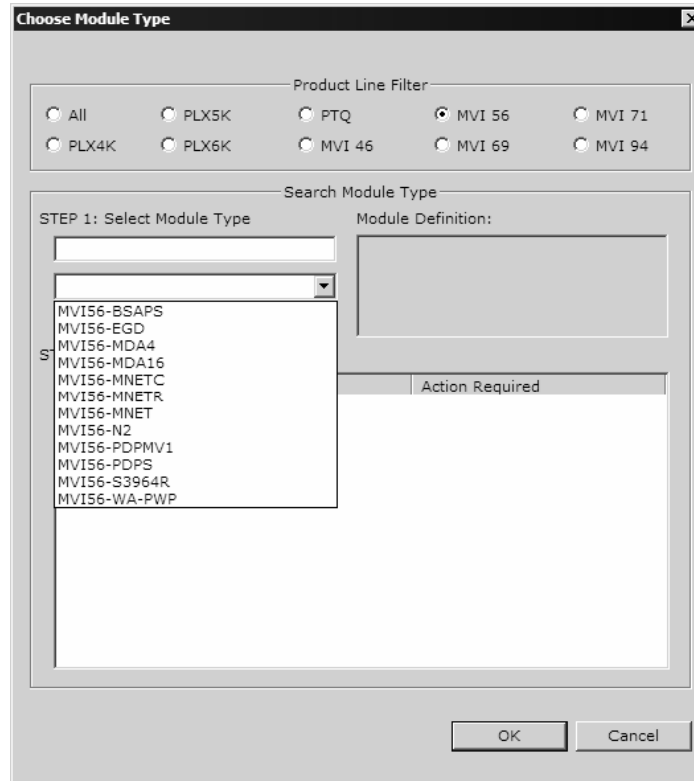 Choose Module Type
Product Line Filter
All PLX5K PTQ MVI 56 MVI 71
PLX4K PLX6K MVI 46 MVI 69 MVI 94
Search Module Type
STEP 1: Select Module Type Module Definition:
MVI56-BSAPS
MVI56-EGD
MVI56-MDA4
MVI56-MDA16
MVI56-MNETC
MVI56-MNETR
MVI56-MNET
MVI56-N2
MVI56-PDPMV1
MVI56-PDPS
MVI56-S3964R
MVI56-WA-PWP
Action Required
OK Cancel